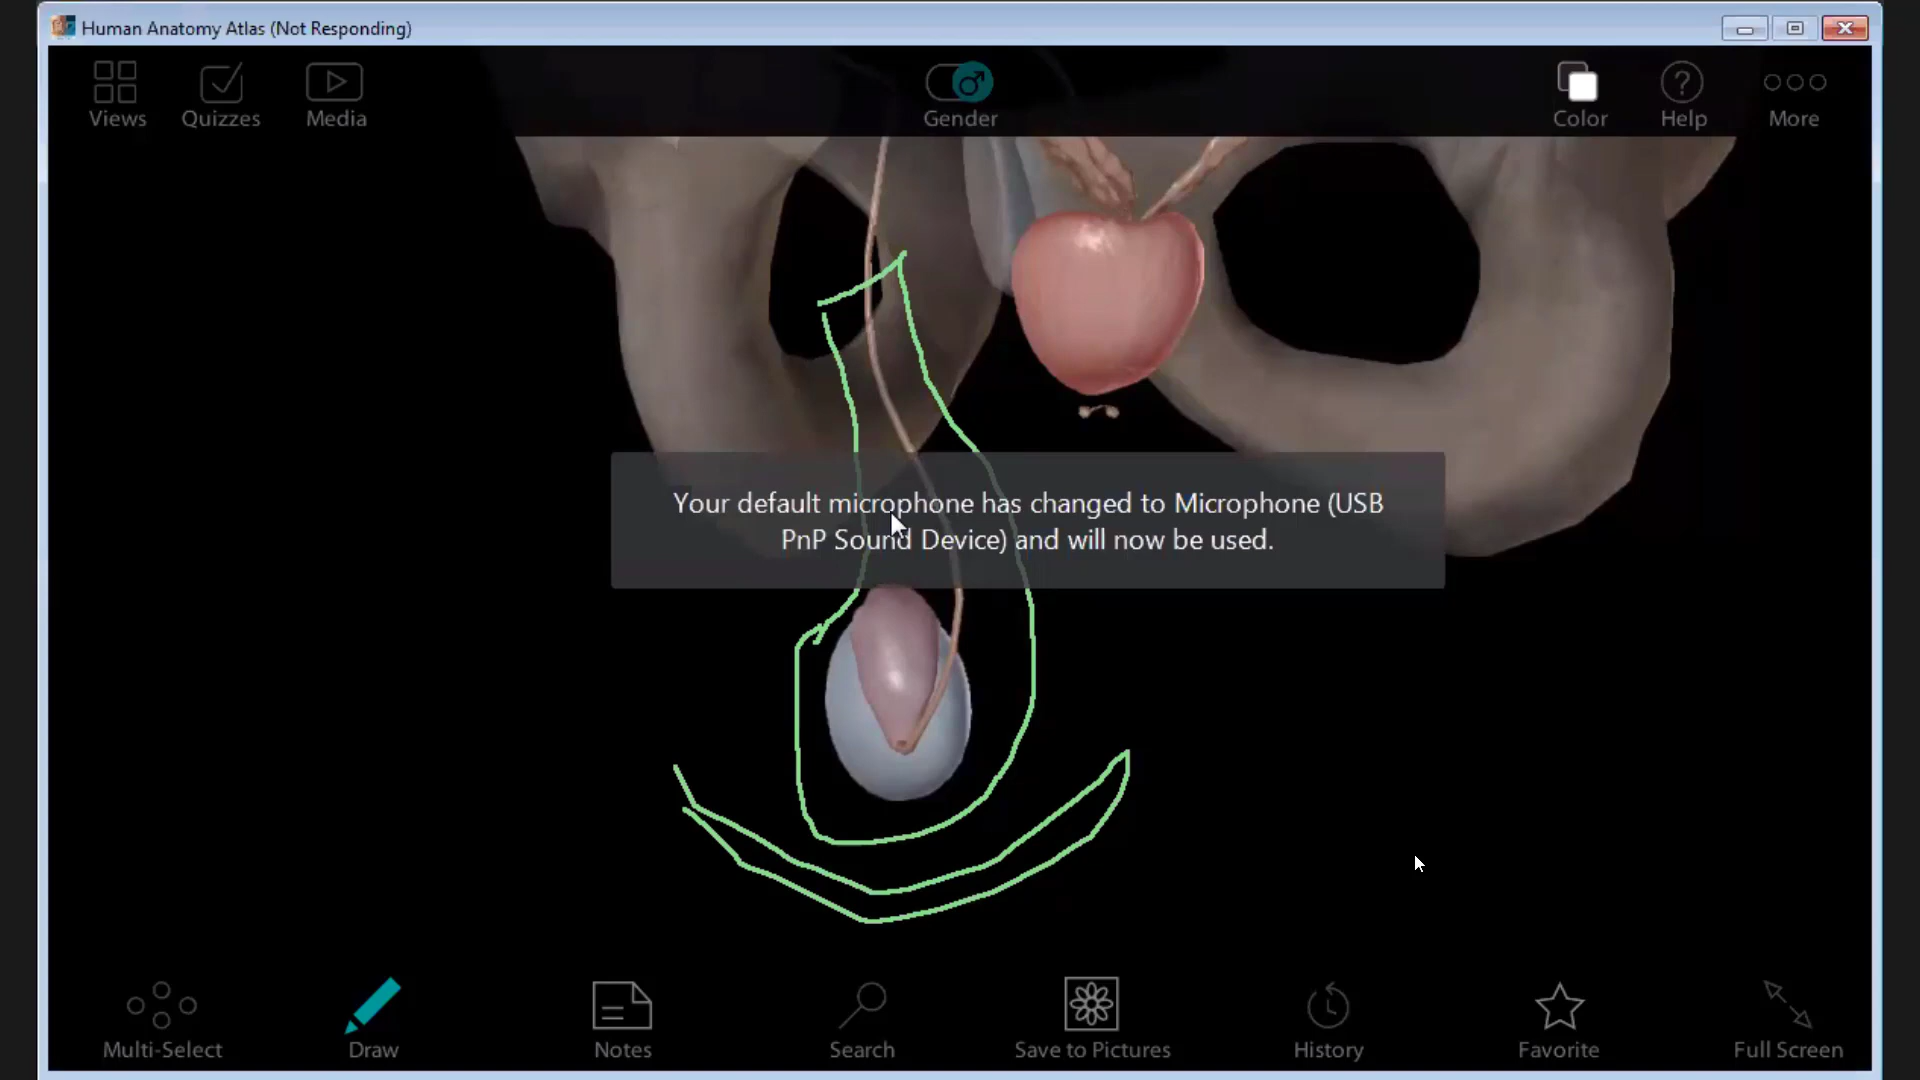 Human Anatomy Atlas (Not Responding)
Views
Quizzes
Media
Gender
Color
Help
More
?
Your default microphone has changed to Microphone (USB
PnP Sound Device) and will now be used.
Multi-Select
Draw
Notes
Search
Save to Pictures
History
Favorite
Full Screen